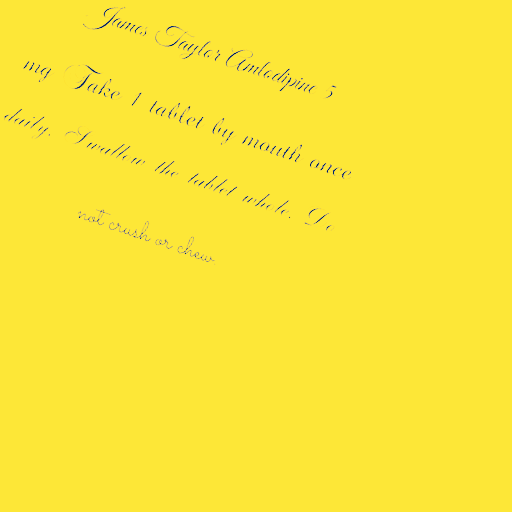 James Taylor Amlodipine 5
mg Take 1 tablet by mouth once
daily. Swallow the tablet whole. Do
not crush or chew